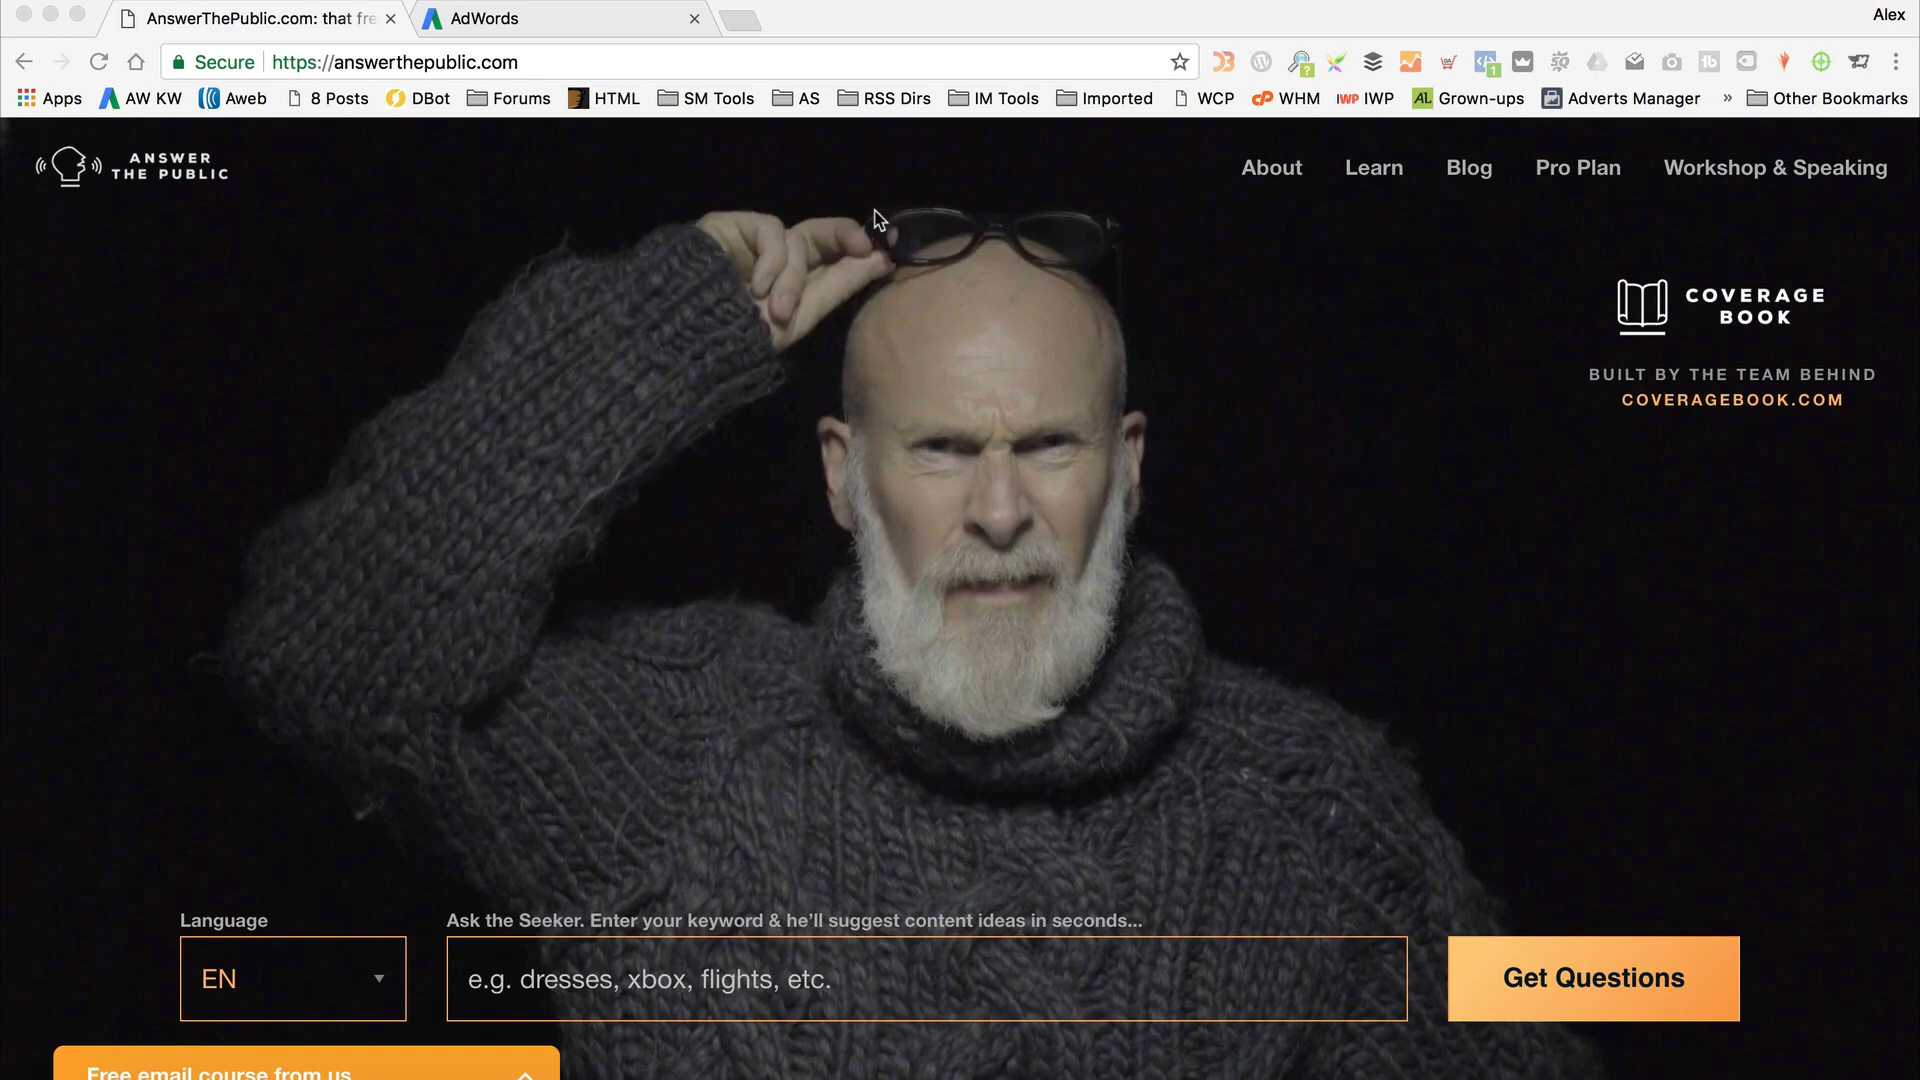 AnswerThePublic.com: that fre
AdWords
Alex
Secure
https://answerthepublic.com
Apps
AW KW
Aweb
8 Posts
DBot
Forums
HTML
SM Tools
AS
RSS Dirs
IM Tools
Imported
WCP
cP WHM
IWP IWP
AL Grown-ups
Adverts Manager
»
Other Bookmarks
ANSWER
THE PUBLIC
About
Learn
Blog
Pro Plan
Workshop & Speaking
COVERAGE
BOOK
BUILT BY THE TEAM BEHIND
COVERAGEBOOK.COM
Language
Ask the Seeker. Enter your keyword & he'll suggest content ideas in seconds...
EN
e.g. dresses, xbox, flights, etc.
Get Questions
Free email course from us